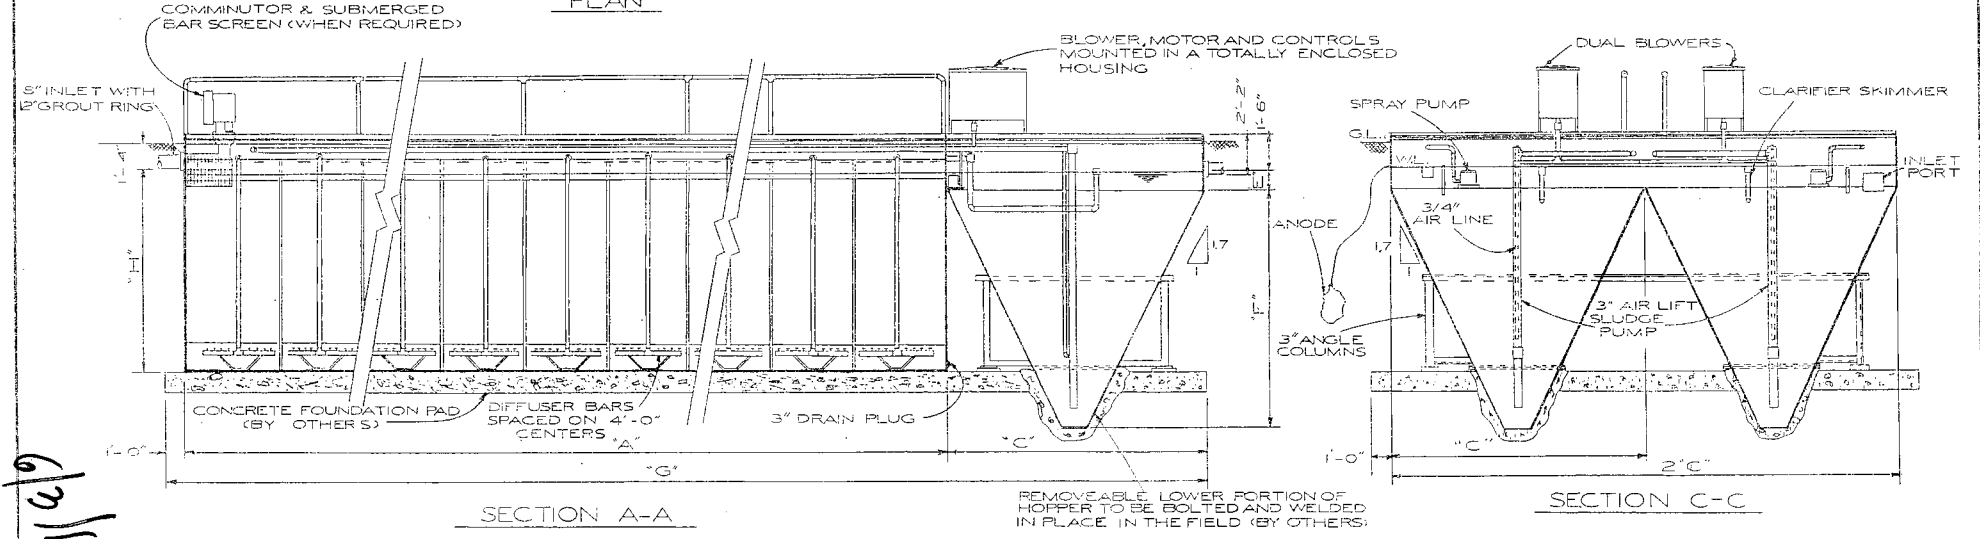 PLAN
COMMINUTOR & SUBMERGED
BAR SCREEN (WHEN REQUIRED)
8" INLET WITH
12" GROUT RING
1'-4"
"H"
BLOWER, MOTOR AND CONTROLS
MOUNTED IN A TOTALLY ENCLOSED
HOUSING
2'-2"
1'-6"
"E"
"F"
1.7
1
CONCRETE FOUNDATION PAD
(BY OTHERS)
DIFFUSER BARS
SPACED ON 4'-0"
CENTERS
3" DRAIN PLUG
1'-0"
"A"
"C"
"G"
REMOVEABLE LOWER PORTION OF
HOPPER TO BE BOLTED AND WELDED
IN PLACE IN THE FIELD (BY OTHERS)
SECTION A-A
DUAL BLOWERS
SPRAY PUMP
CLARIFIER SKIMMER
G.L.
W.L.
INLET
PORT
3/4"
AIR LINE
ANODE
1.7
1
3" AIR LIFT
SLUDGE
PUMP
3" ANGLE
COLUMNS
1'-0"
"C"
2"C"
SECTION C-C